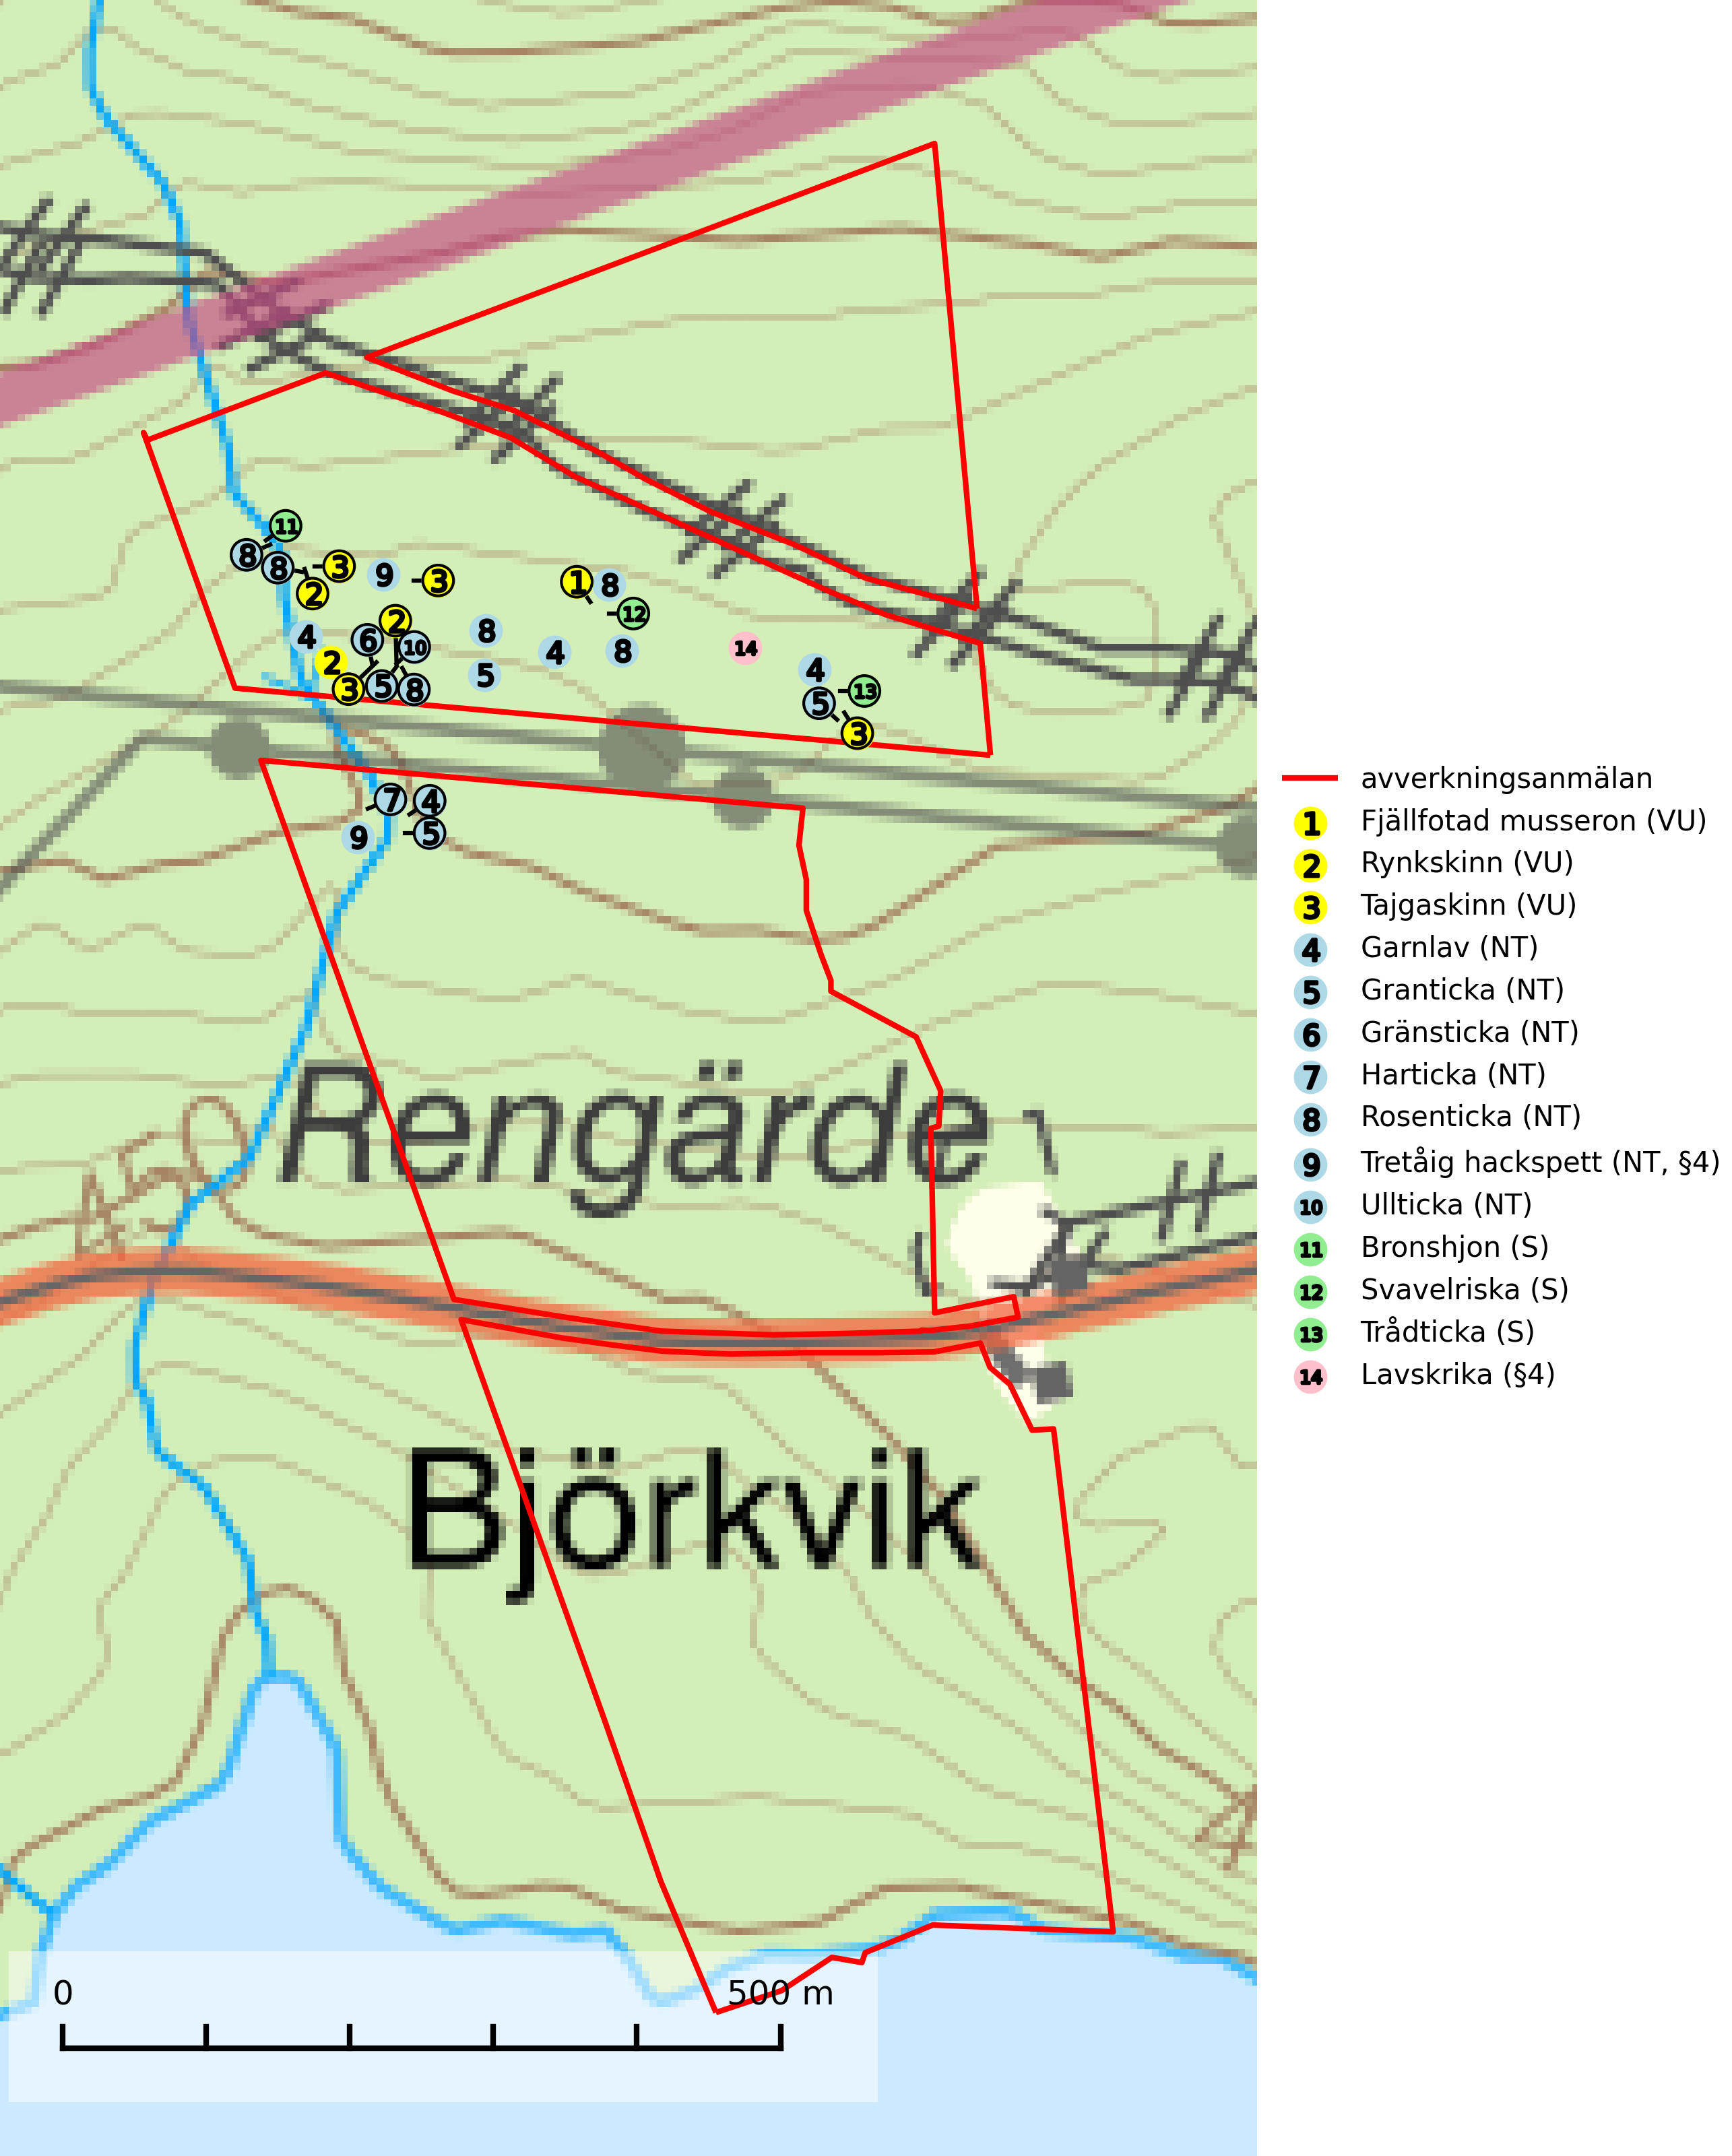 11
8
8
3
2
9
3
1
8
12
4
6
2
10
8
2
3
5
8
5
4
8
14
4
5
13
3
7
4
9
5
Rengärde
Björkvik
0 500 m
avverkningsanmälan
1 Fjällfotad musseron (VU)
2 Rynkskinn (VU)
3 Tajgaskinn (VU)
4 Garnlav (NT)
5 Granticka (NT)
6 Gränsticka (NT)
7 Harticka (NT)
8 Rosenticka (NT)
9 Tretåig hackspett (NT, §4)
10 Ullticka (NT)
11 Bronshjon (S)
12 Svavelriska (S)
13 Trådticka (S)
14 Lavskrika (§4)